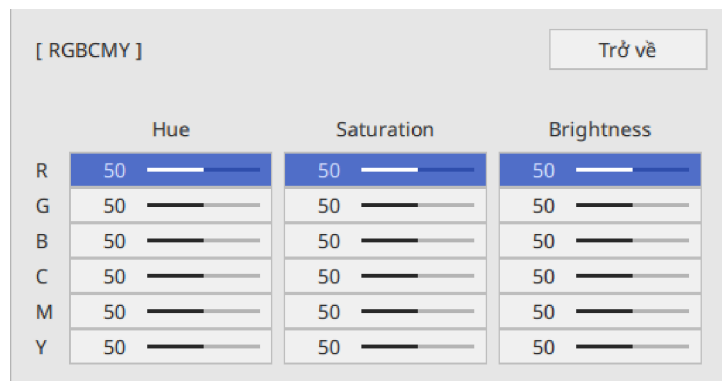 [ RGBCMY ] Trở về
Hue Saturation Brightness
R 50 50 50
G 50 50 50
B 50 50 50
C 50 50 50
M 50 50 50
Y 50 50 50